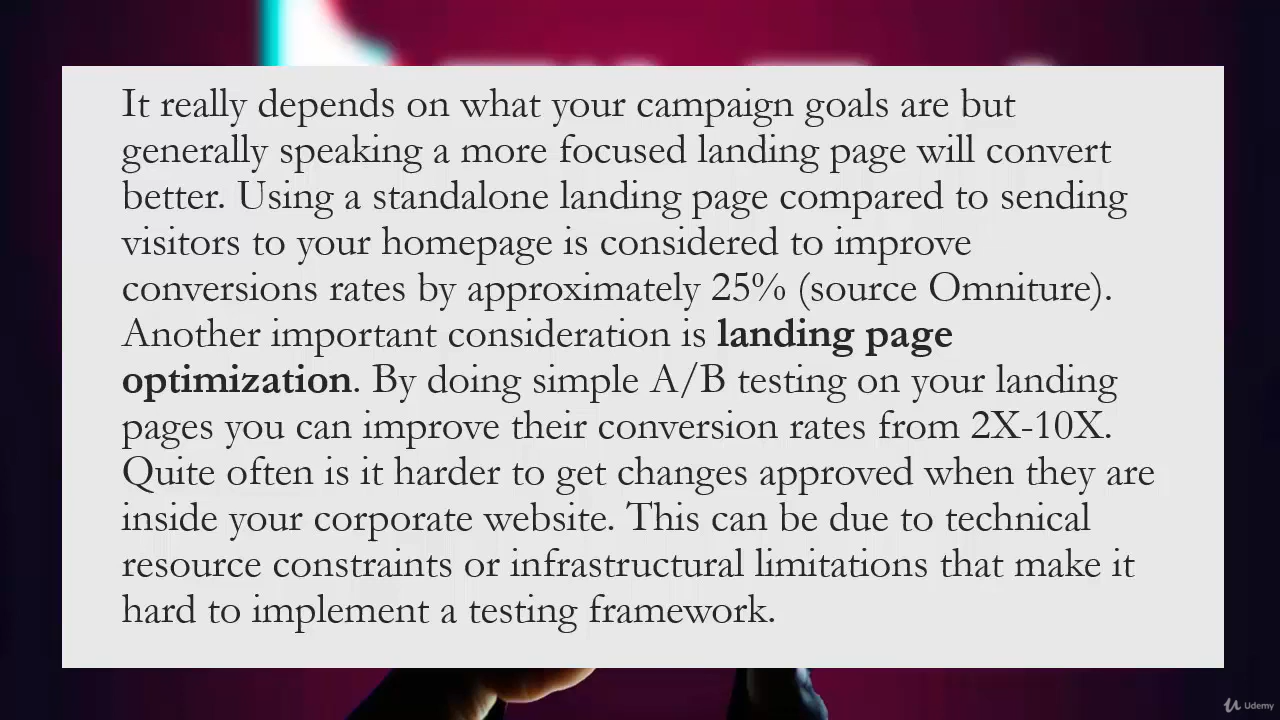 It really depends on what your campaign goals are but
generally speaking a more focused landing page will convert
better. Using a standalone landing page compared to sending
visitors to your homepage is considered to improve
conversions rates by approximately 25% (source Omniture).
Another important consideration is landing page
optimization. By doing simple A/B testing on your landing
pages you can improve their conversion rates from 2X-10X.
Quite often is it harder to get changes approved when they are
inside your corporate website. This can be due to technical
resource constraints or infrastructural limitations that make it
hard to implement a testing framework.
Udemy